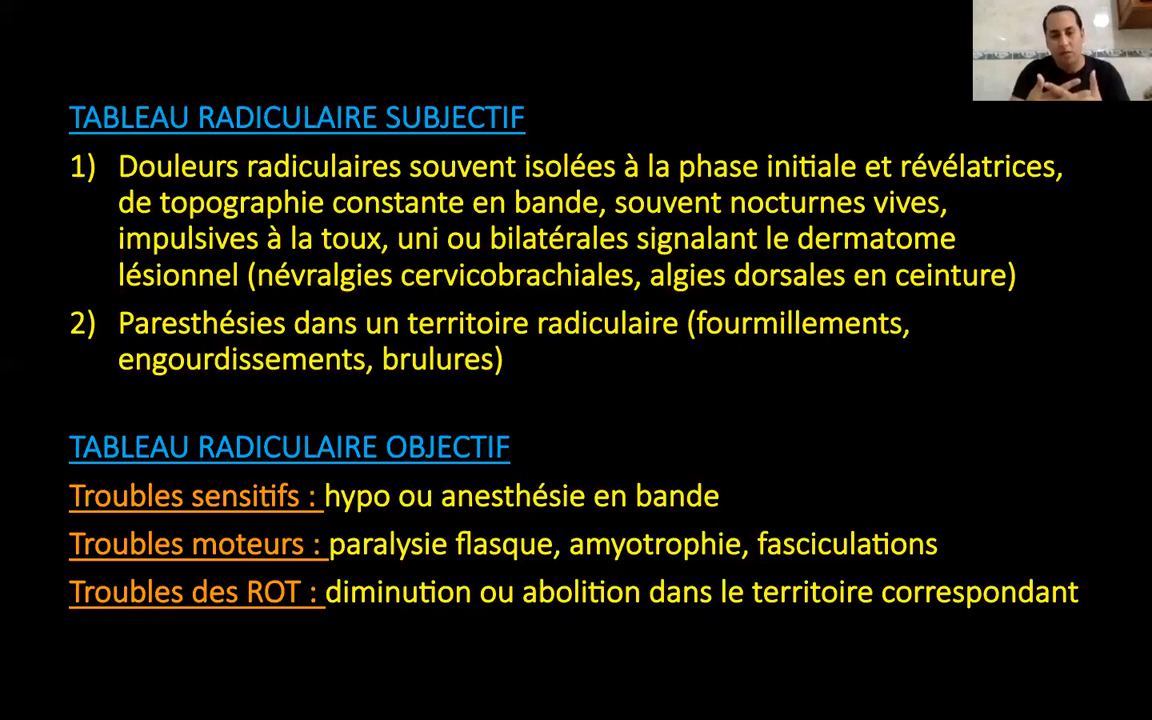 TABLEAU RADICULAIRE SUBJECTIF
1) Douleurs radiculaires souvent isolées à la phase initiale et révélatrices,
de topographie constante en bande, souvent nocturnes vives,
impulsives à la toux, uni ou bilatérales signalant le dermatome
lésionnel (névralgies cervicobrachiales, algies dorsales en ceinture)
2) Paresthésies dans un territoire radiculaire (fourmillements,
engourdissements, brulures)
TABLEAU RADICULAIRE OBJECTIF
Troubles sensitifs : hypo ou anesthésie en bande
Troubles moteurs : paralysie flasque, amyotrophie, fasciculations
Troubles des ROT : diminution ou abolition dans le territoire correspondant